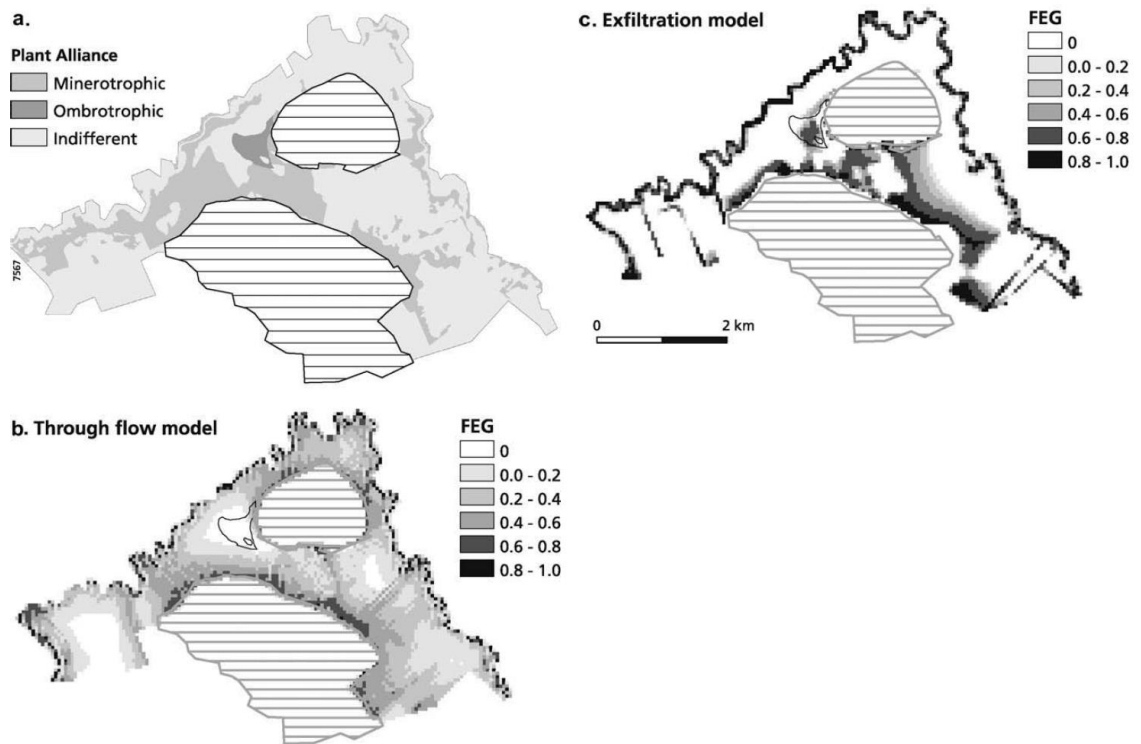 a.
Plant Alliance
Minerotrophic
Ombrotrophic
Indifferent
7567
c. Exfiltration model
FEG
0
0.0 - 0.2
0.2 - 0.4
0.4 - 0.6
0.6 - 0.8
0.8 - 1.0
0 2 km
b. Through flow model
FEG
0
0.0 - 0.2
0.2 - 0.4
0.4 - 0.6
0.6 - 0.8
0.8 - 1.0